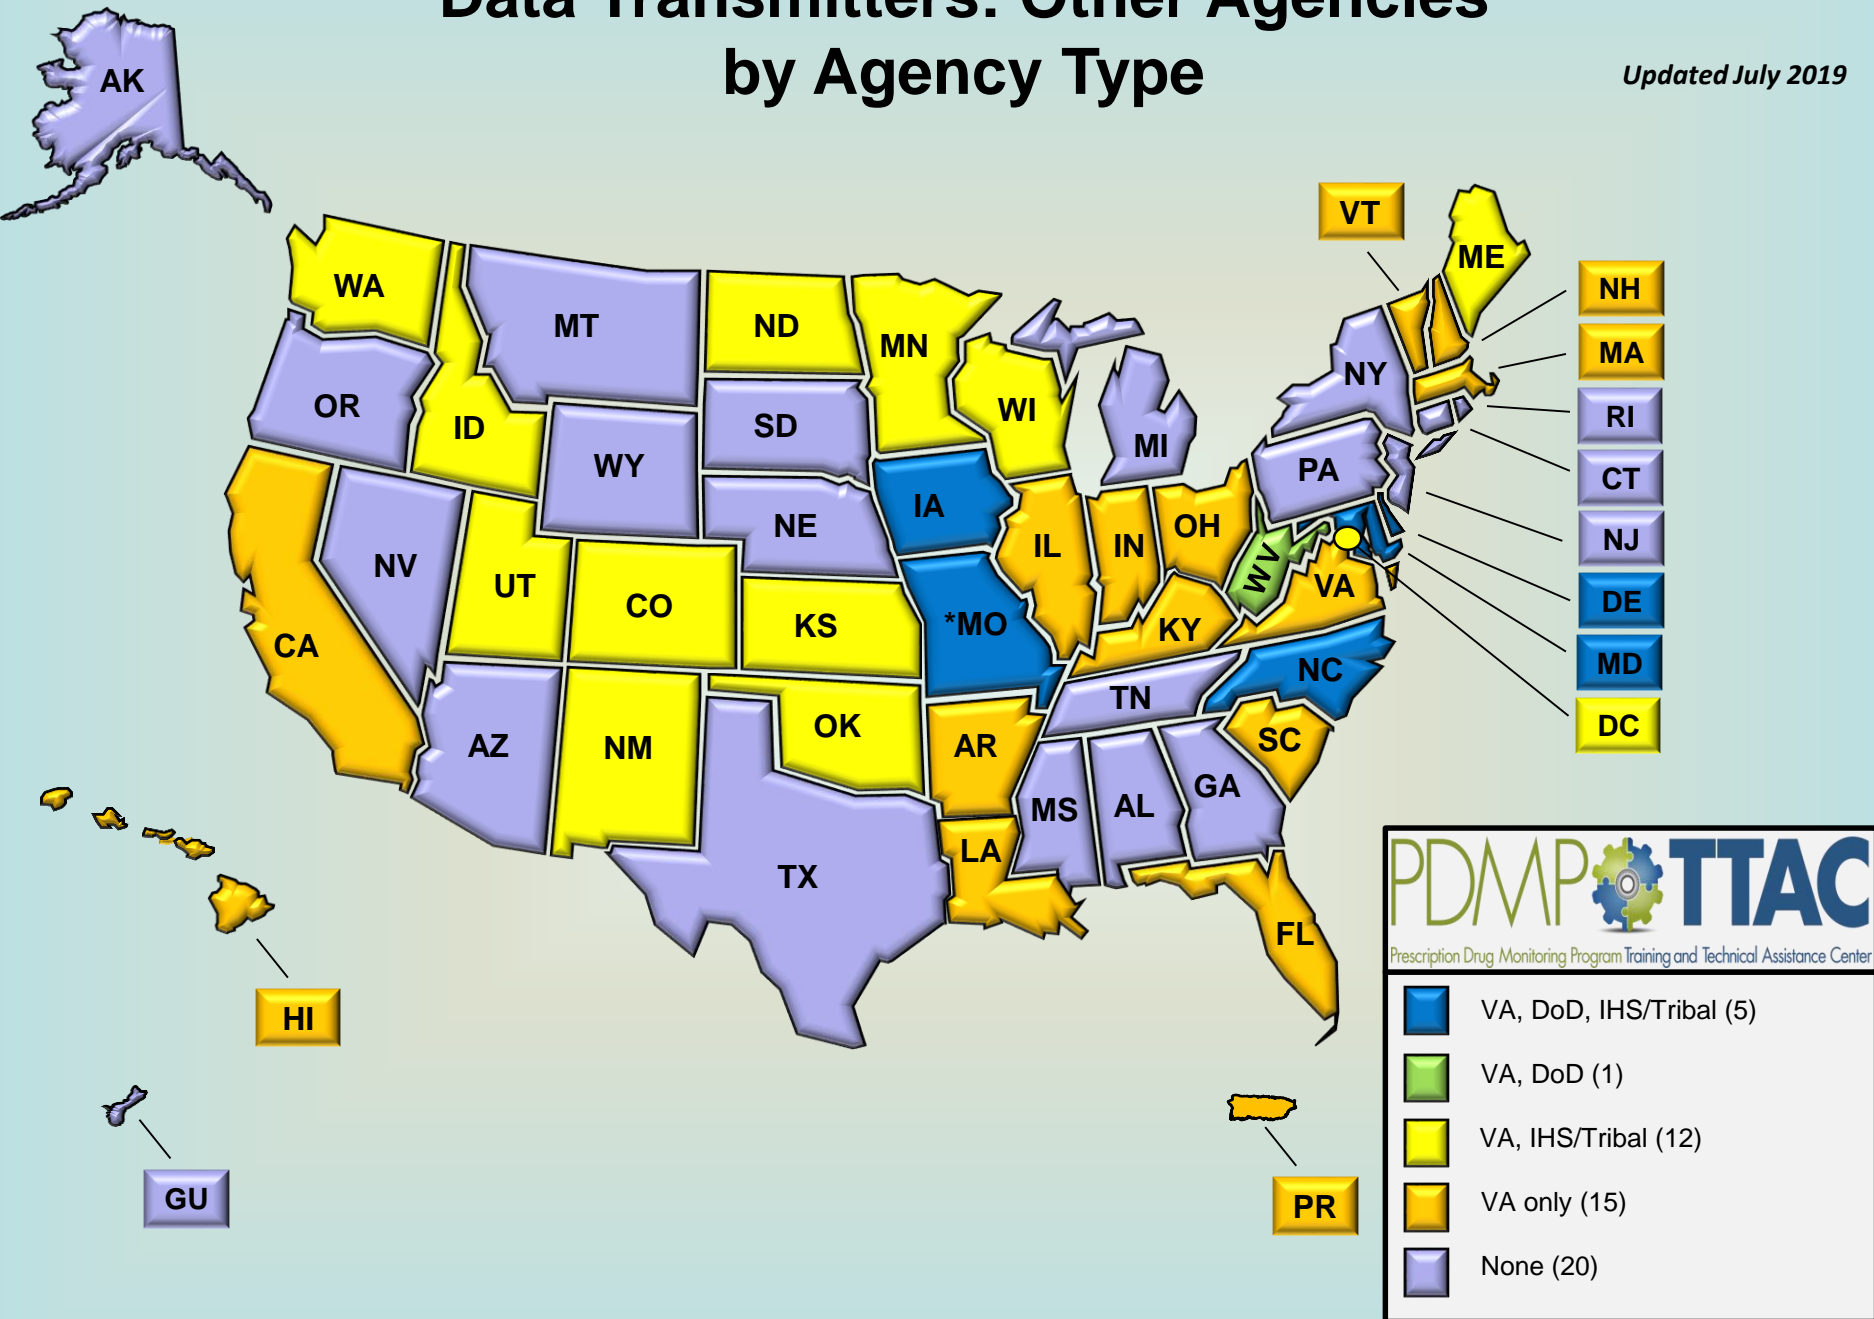 Data Transmitters: Other Agencies
by Agency Type
Updated July 2019
AK
VT
ME
WA
NH
MT
ND
MN
MA
NY
OR
ID
SD
WI
RI
MI
WY
PA
CT
IA
NE
OH
NJ
IL
IN
NV
UT
WV
VA
DE
CO
KS
*MO
KY
CA
MD
NC
TN
DC
OK
AZ
NM
AR
SC
GA
MS
AL
LA
TX
FL
HI
GU
PR
PDMP TTAC
Prescription Drug Monitoring Program Training and Technical Assistance Center
VA, DoD, IHS/Tribal (5)
VA, DoD (1)
VA, IHS/Tribal (12)
VA only (15)
None (20)